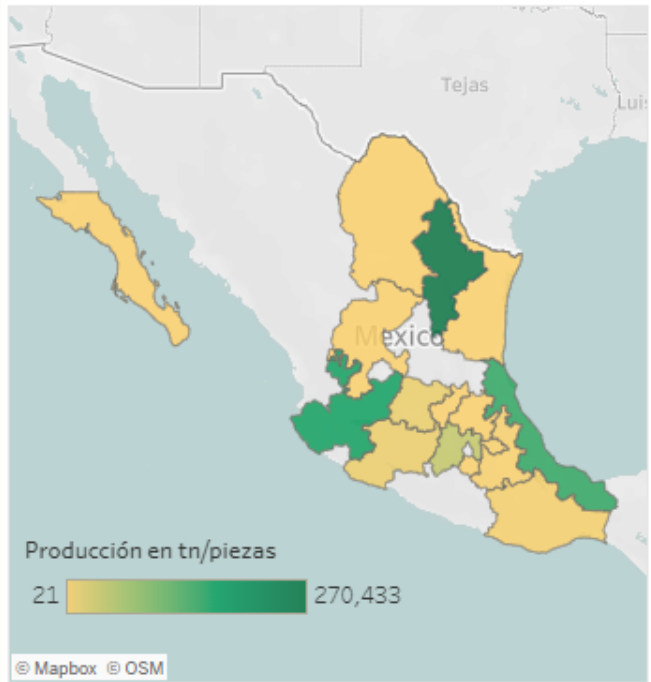 Tejas
Luis
Mexico
Producción en tn/piezas
21
270,433
© Mapbox © OSM